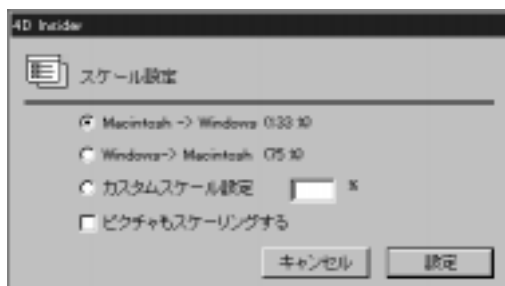 4D Insider
スケール設定
Macintosh -> Windows (133 %)
Windows-> Macintosh (75 %)
カスタムスケール設定 %
ピクチャもスケーリングする
キャンセル 設定